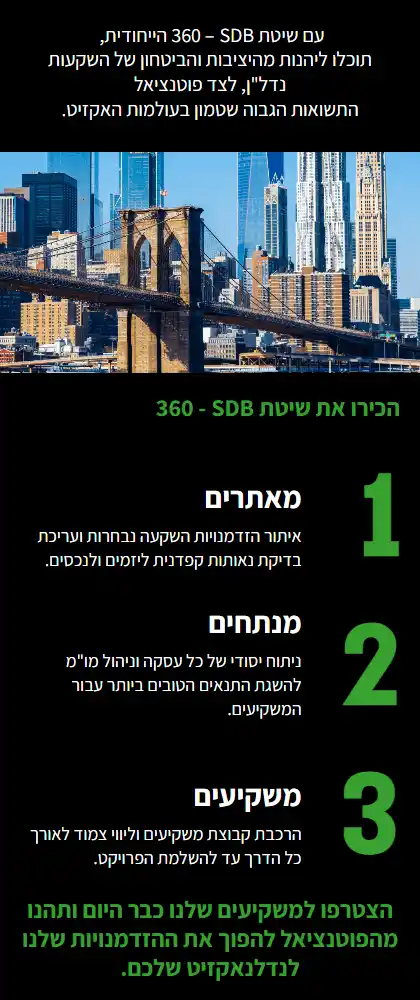 עם שיטת 360 – SDB הייחודית,
תוכלו ליהנות מהיציבות והביטחון של השקעות
נדל"ן, לצד פוטנציאל
התשואות הגבוה שטמון בעולמות האקזיט.
הכירו את שיטת 360 - SDB
1
מאתרים
איתור הזדמנויות השקעה נבחרות ועריכת
בדיקת נאותות קפדנית ליזמים ולנכסים.
2
מנתחים
ניתוח יסודי של כל עסקה וניהול מו"מ
להשגת התנאים הטובים ביותר עבור
המשקיעים.
3
משקיעים
הרכבת קבוצת משקיעים וליווי צמוד לאורך
כל הדרך עד להשלמת הפרויקט.
הצטרפו למשקיעים שלנו כבר היום ותהנו
מהפוטנציאל להפוך את ההזדמנויות שלנו
לנדלנאקזיט שלכם.